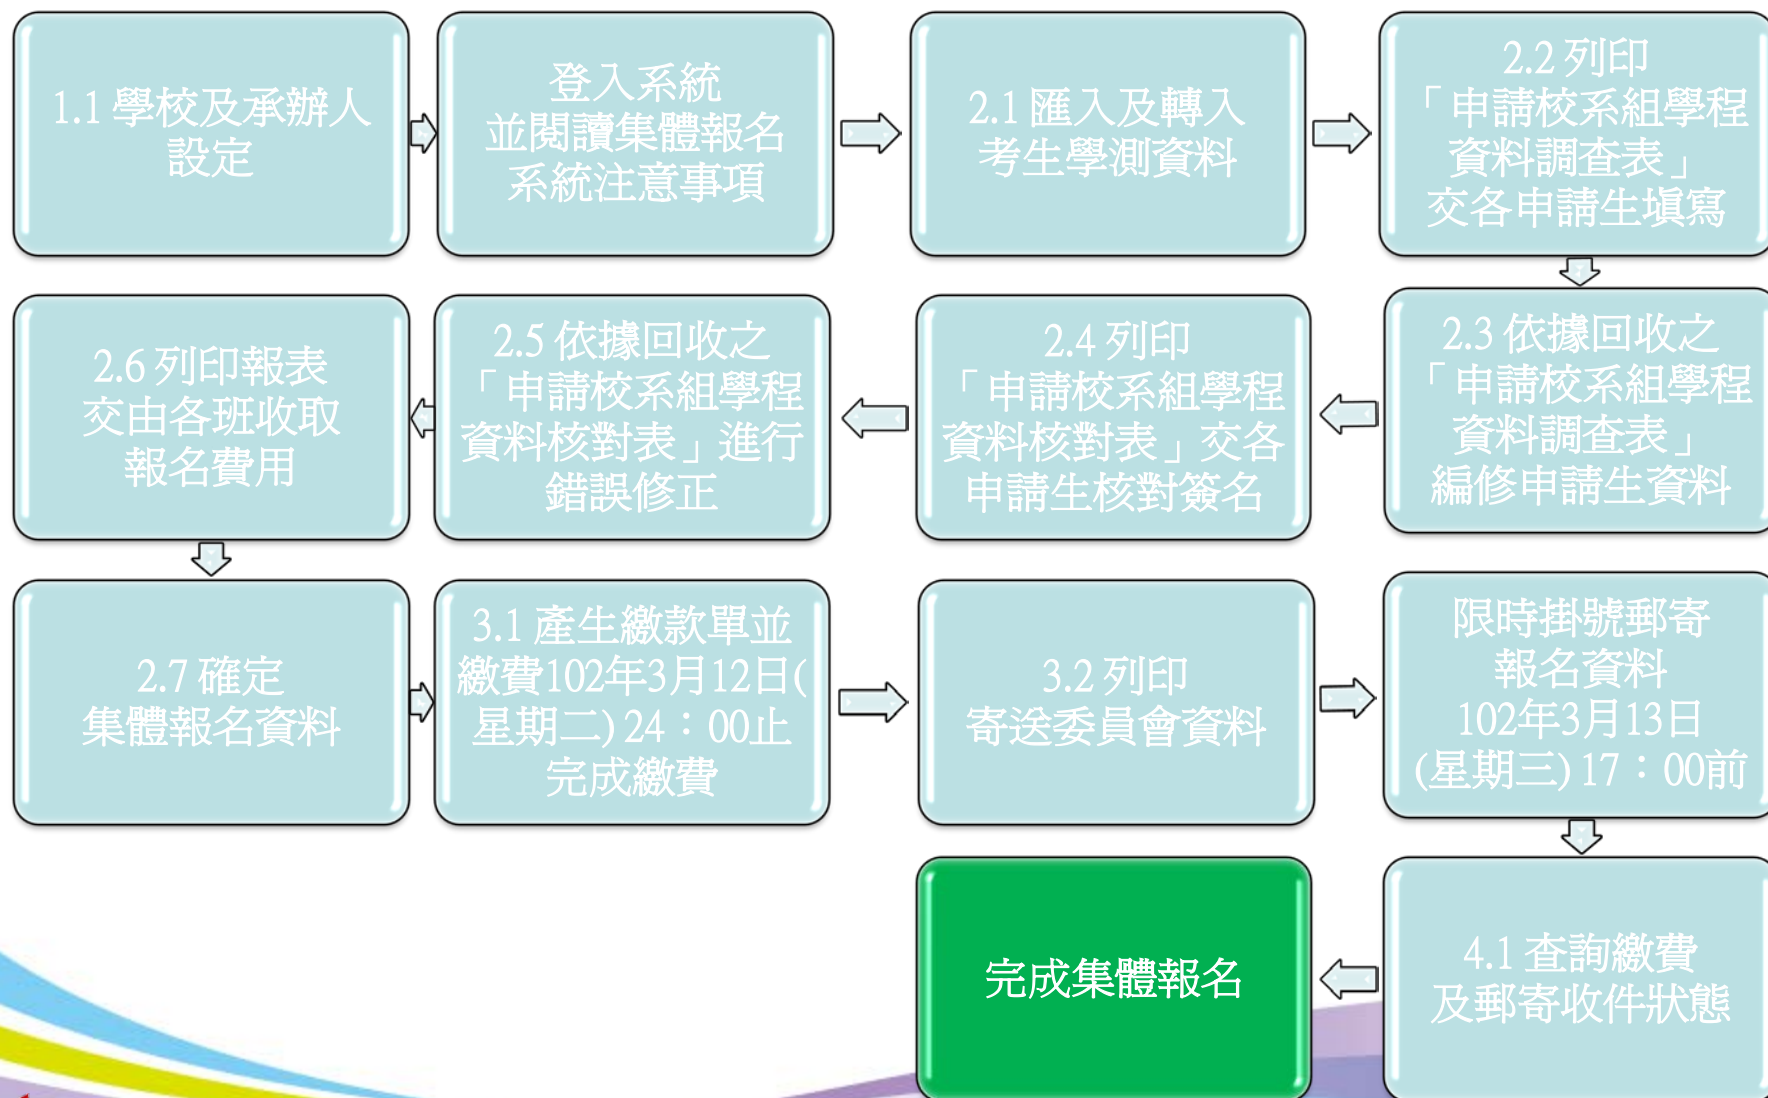 1.1 學校及承辦人
設定
登入系統
並閱讀集體報名
系統注意事項
2.1 匯入及轉入
考生學測資料
2.2 列印
「申請校系組學程
資料調查表」
交各申請生填寫
2.3 依據回收之
「申請校系組學程
資料調查表」
編修申請生資料
2.4 列印
「申請校系組學程
資料核對表」交各
申請生核對簽名
2.5 依據回收之
「申請校系組學程
資料核對表」進行
錯誤修正
2.6 列印報表
交由各班收取
報名費用
2.7 確定
集體報名資料
3.1 產生繳款單並
繳費102年3月12日(
星期二) 24：00止
完成繳費
3.2 列印
寄送委員會資料
限時掛號郵寄
報名資料
102年3月13日
(星期三) 17：00前
4.1 查詢繳費
及郵寄收件狀態
完成集體報名